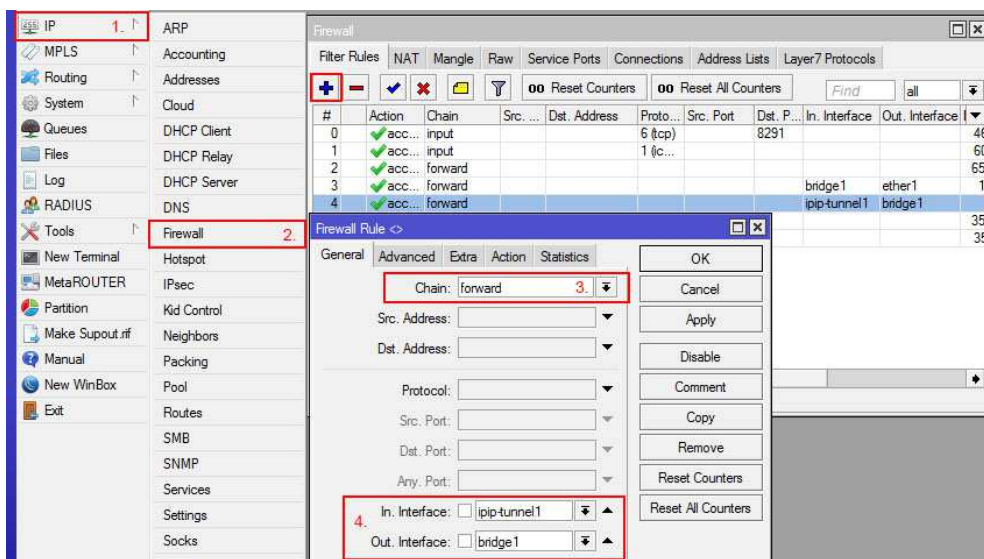 IP 1.
MPLS
Routing
System
Queues
Files
Log
RADIUS
Tools
New Terminal
MetaROUTER
Partition
Make Supout.rif
Manual
New WinBox
Exit
ARP
Accounting
Addresses
Cloud
DHCP Client
DHCP Relay
DHCP Server
DNS
Firewall 2.
Hotspot
IPsec
Kid Control
Neighbors
Packing
Pool
Routes
SMB
SNMP
Services
Settings
Socks
Firewall
Filter Rules NAT Mangle Raw Service Ports Connections Address Lists Layer7 Protocols
00 Reset Counters 00 Reset All Counters Find all
# Action Chain Src. ... Dst. Address Proto... Src. Port Dst. P... In. Interface Out. Interface
0 acc... input 6 (tcp) 8291 46
1 acc... input 1 (ic... 60
2 acc... forward 65
3 acc... forward bridge1 ether1 1
4 acc... forward ipip-tunnel1 bridge1
35
35
Firewall Rule <>
General Advanced Extra Action Statistics
Chain: forward 3.
Src. Address:
Dst. Address:
Protocol:
Src. Port:
Dst. Port:
Any. Port:
4.
In. Interface: ipip-tunnel1
Out. Interface: bridge1
OK
Cancel
Apply
Disable
Comment
Copy
Remove
Reset Counters
Reset All Counters